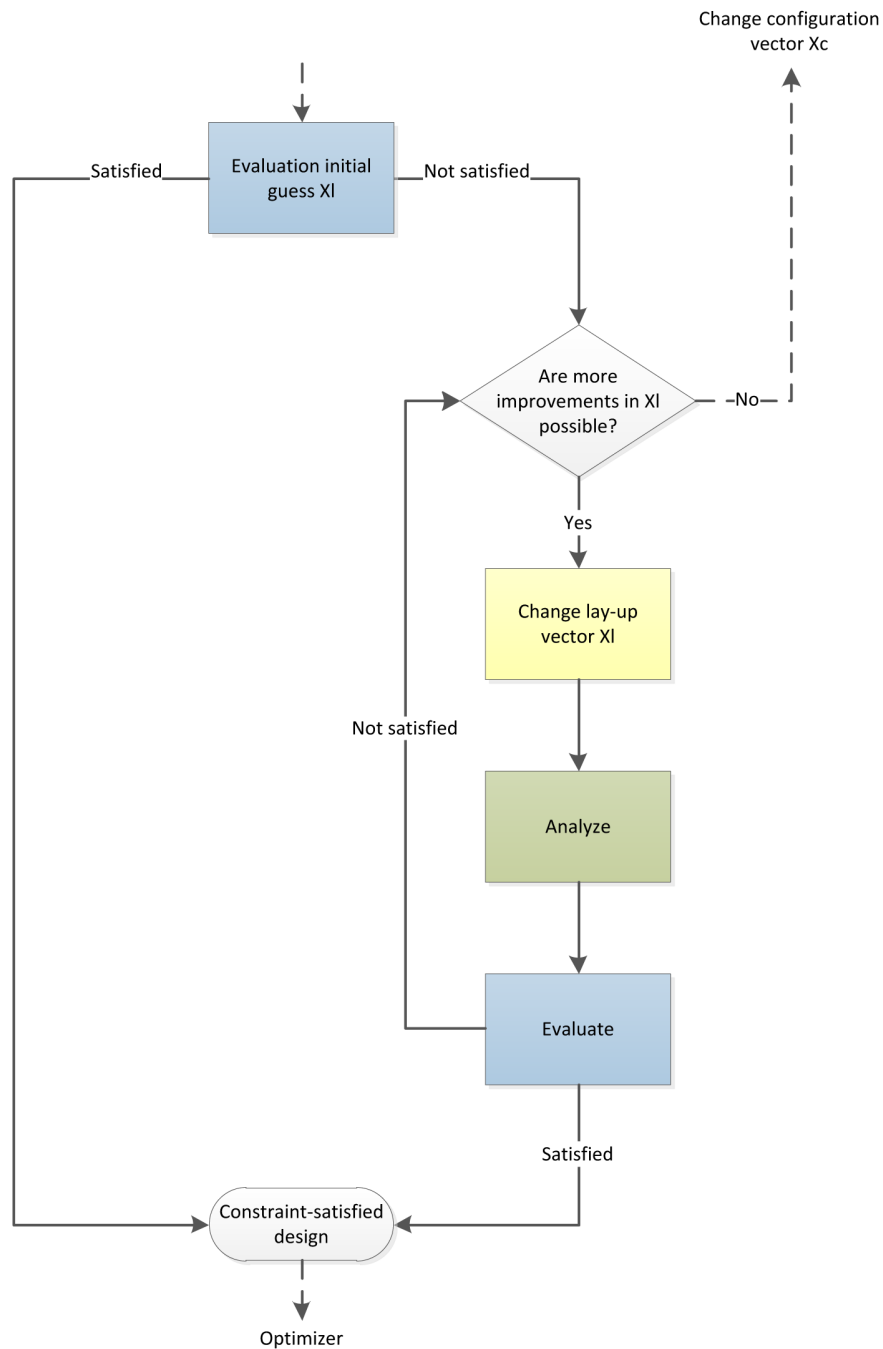 Change configuration
vector Xc
Evaluation initial
guess Xl
Satisfied
Not satisfied
Are more
improvements in Xl
possible?
No
Yes
Change lay-up
vector Xl
Not satisfied
Analyze
Evaluate
Satisfied
Constraint-satisfied
design
Optimizer